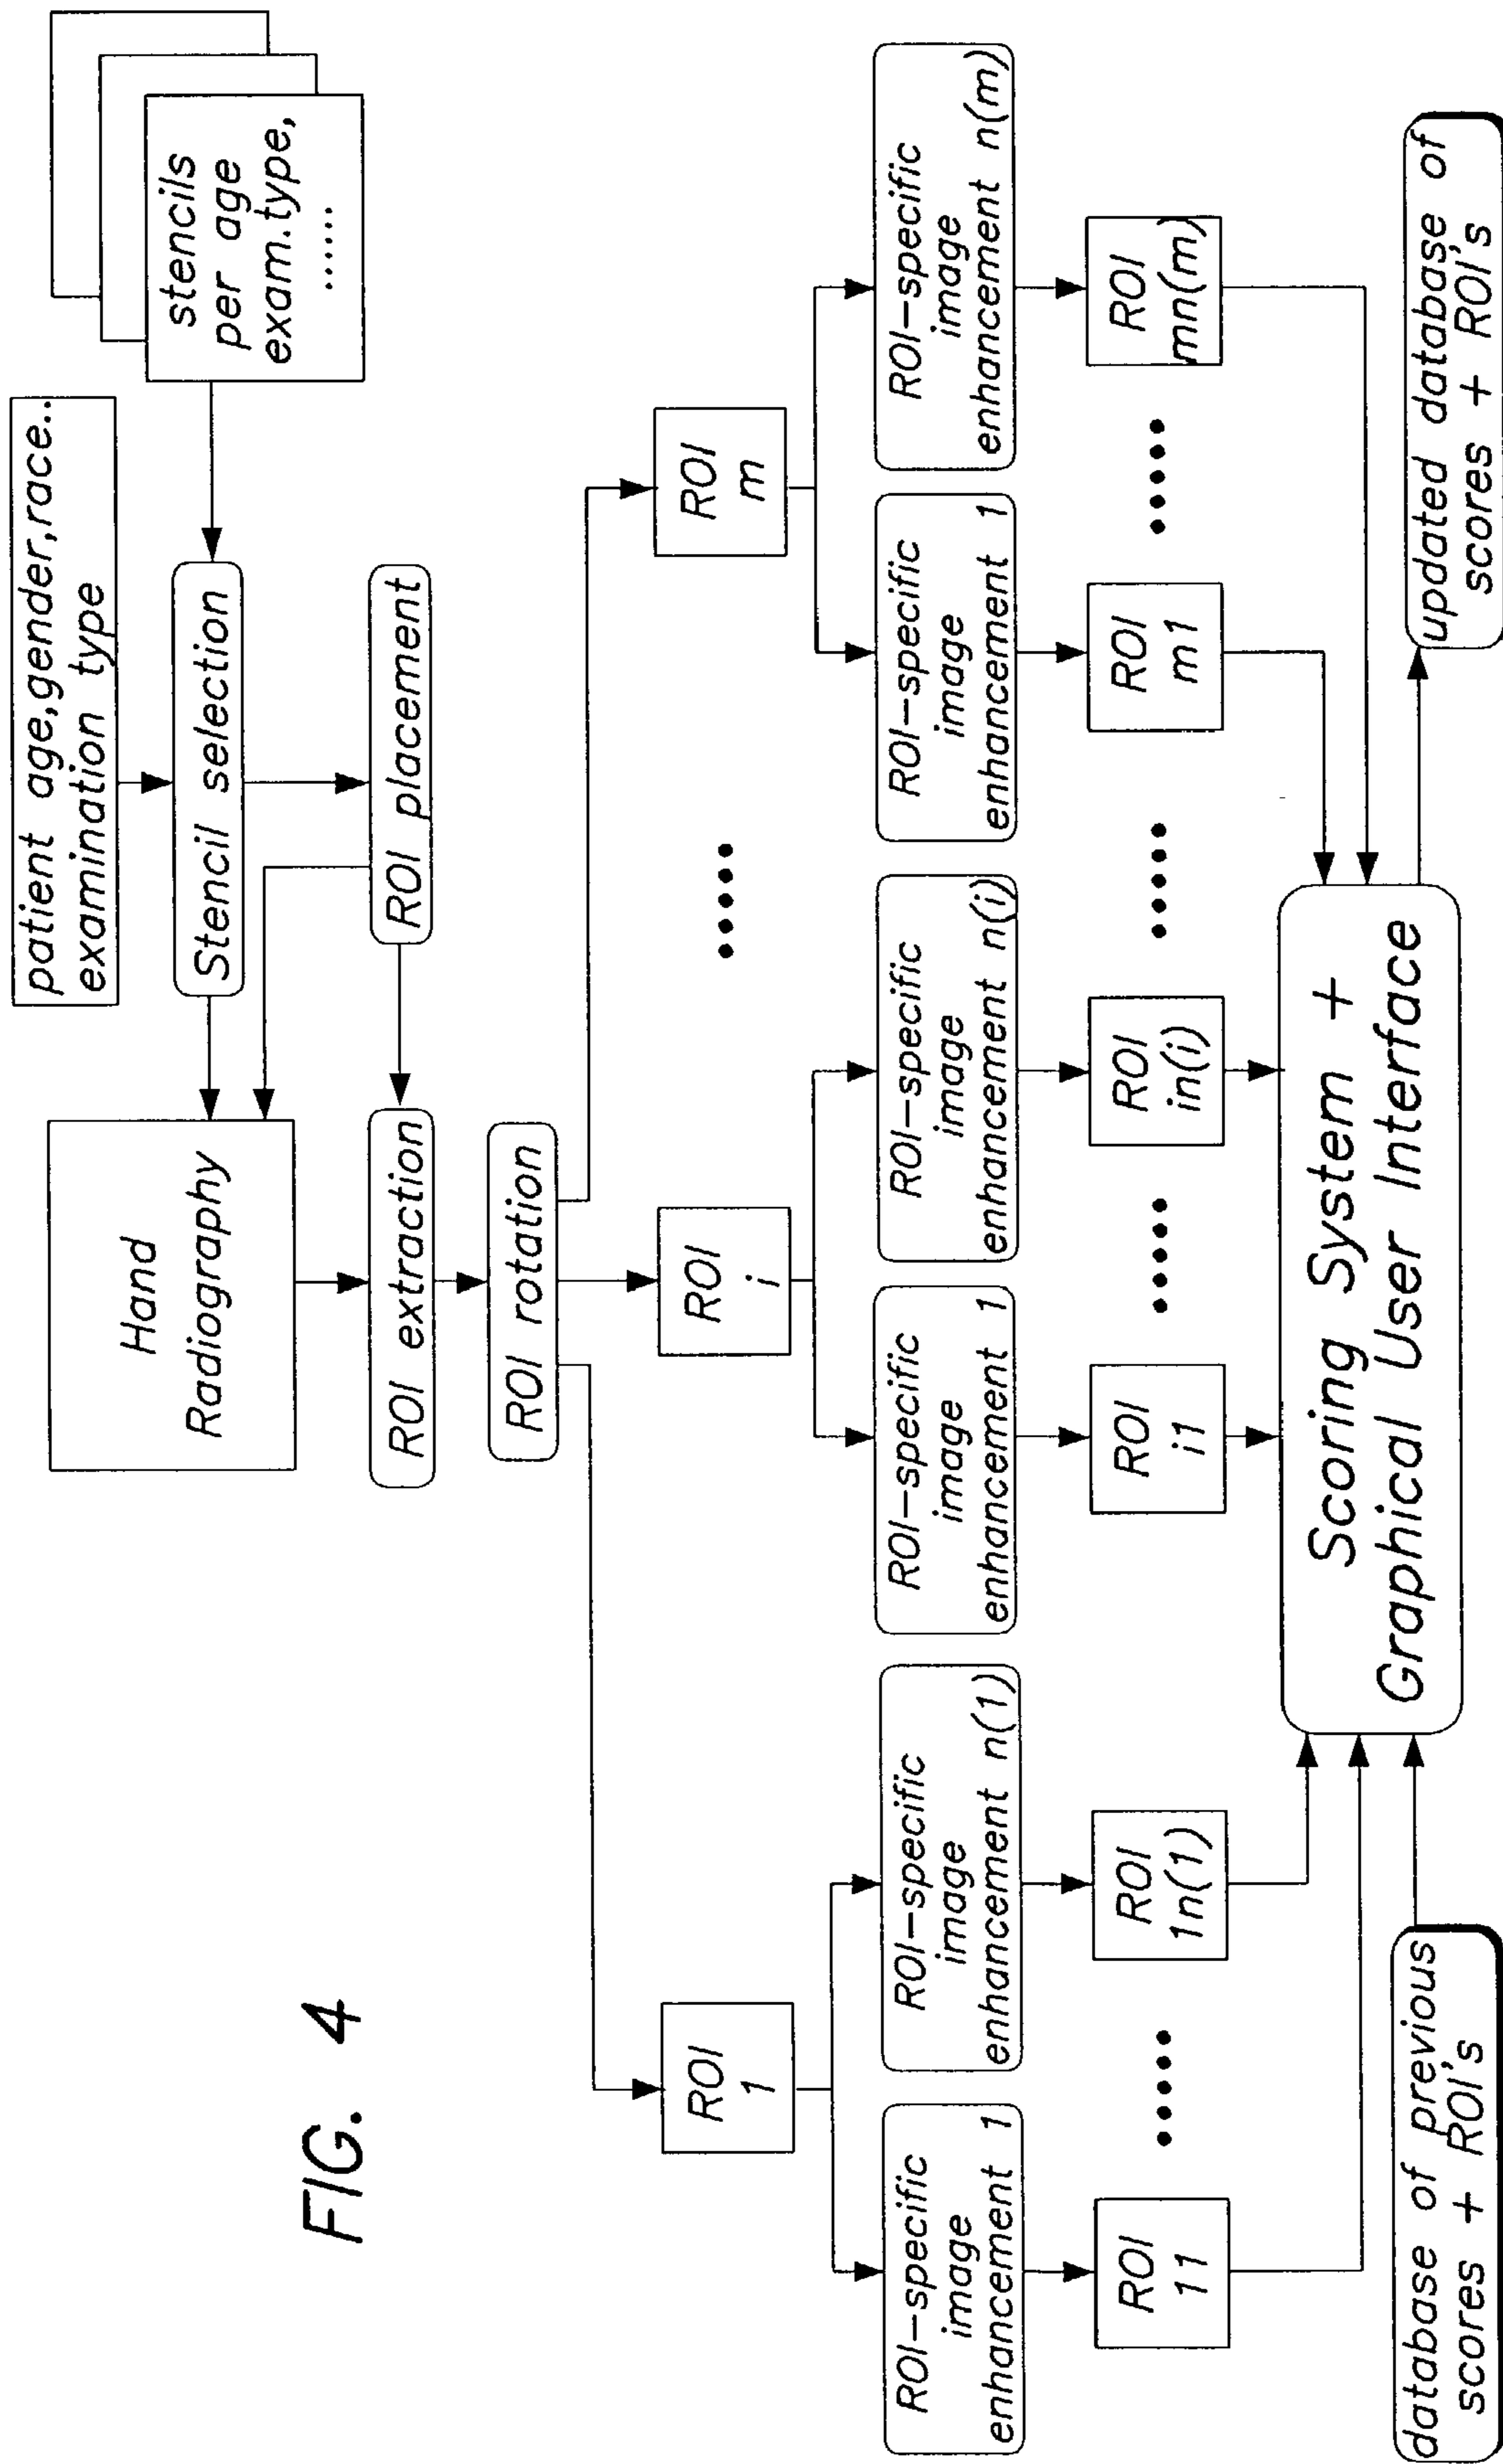 FIG. 4
patient age,gender,race..
examination type
stencils
per age
exam.type,
......
Hand
Radiography
Stencil selection
ROI placement
ROI extraction
ROI rotation
ROI
1
ROI
i
.....
ROI
m
ROI-specific
image
enhancement 1
ROI-specific
image
enhancement n(1)
ROI-specific
image
enhancement 1
ROI-specific
image
enhancement n(i)
ROI-specific
image
enhancement 1
ROI-specific
image
enhancement n(m)
ROI
11
.....
ROI
1n(1)
ROI
i1
.....
ROI
in(i)
.....
ROI
m1
.....
ROI
mn(m)
Scoring System +
Graphical User Interface
database of previous
scores + ROI's
updated database of
scores + ROI's